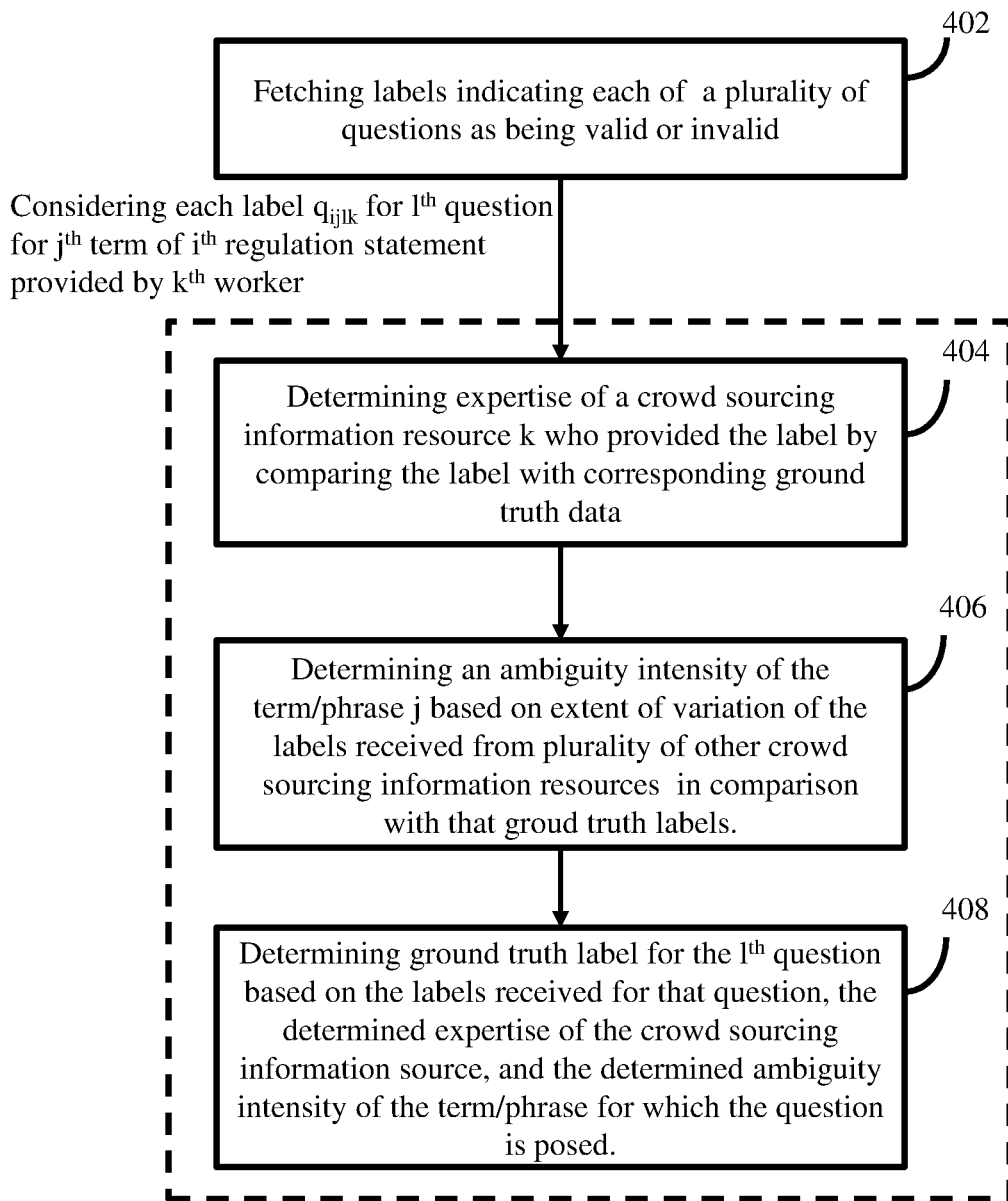 402
Fetching labels indicating each of a plurality of
questions as being valid or invalid
Considering each label q_ijlk for l^th question
for j^th term of i^th regulation statement
provided by k^th worker
404
Determining expertise of a crowd sourcing
information resource k who provided the label by
comparing the label with corresponding ground
truth data
406
Determining an ambiguity intensity of the
term/phrase j based on extent of variation of the
labels received from plurality of other crowd
sourcing information resources in comparison
with that groud truth labels.
408
Determining ground truth label for the l^th question
based on the labels received for that question, the
determined expertise of the crowd sourcing
information source, and the determined ambiguity
intensity of the term/phrase for which the question
is posed.